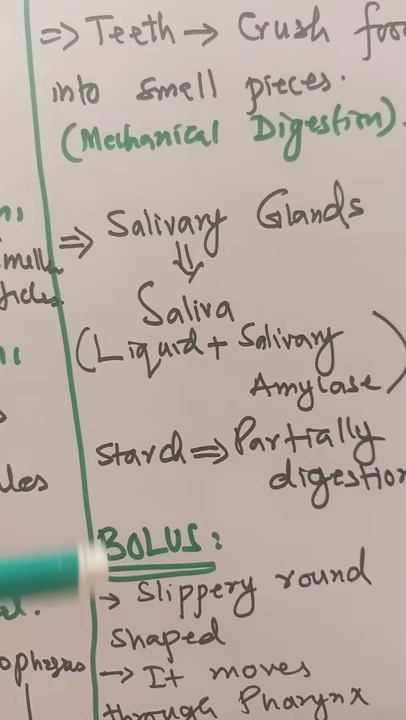 => Teeth → Crush foo
into smell pieces.
(Mechanical Digestion).
=> Salivary Glands
⇓
Saliva
(Liquid + Salivary
Amylase)
Starch => Partially
digestion
BOLUS:
→ Slippery round
shaped
→ It moves
through Pharynx